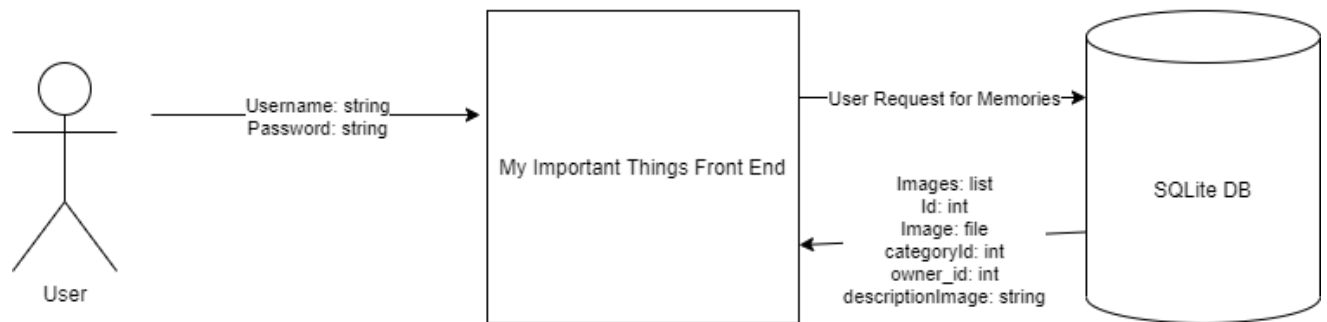 Username: string
Password: string
User
My Important Things Front End
User Request for Memories
Images: list
Id: int
Image: file
categoryId: int
owner_id: int
descriptionImage: string
SQLite DB